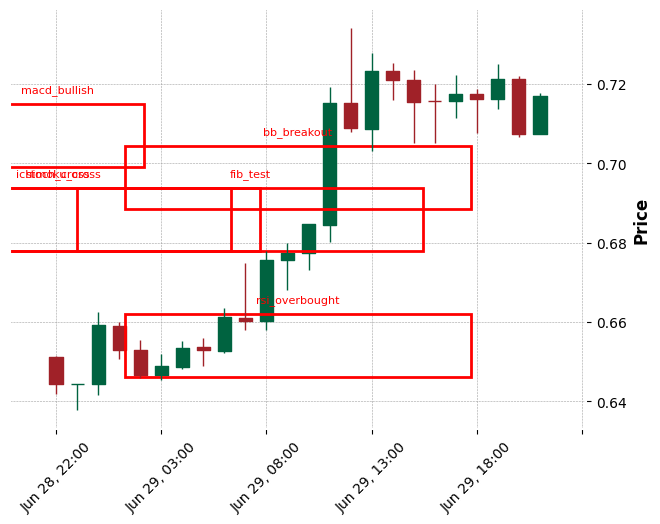 macd_bullish
bb_breakout
stoch_cross
fib_test
rsi_overbought
0.72
0.70
0.68
0.66
0.64
Price
Jun 28, 22:00
Jun 29, 03:00
Jun 29, 08:00
Jun 29, 13:00
Jun 29, 18:00